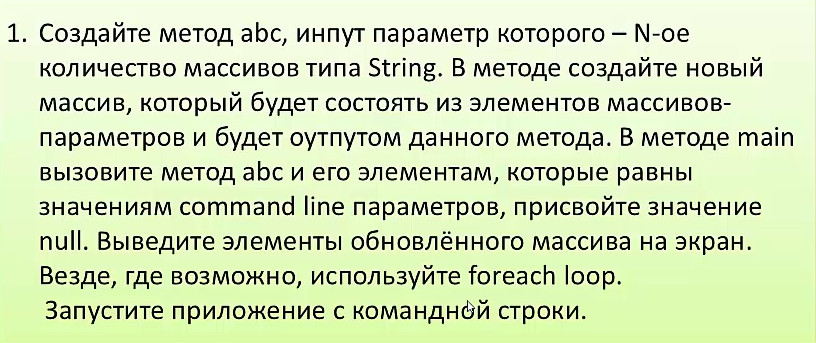 1. Создайте метод abc, инпут параметр которого – N-ое
количество массивов типа String. В методе создайте новый
массив, который будет состоять из элементов массивов-
параметров и будет оутпутом данного метода. В методе main
вызовите метод abc и его элементам, которые равны
значениям command line параметров, присвойте значение
null. Выведите элементы обновлённого массива на экран.
Везде, где возможно, используйте foreach loop.
Запустите приложение с командной строки.